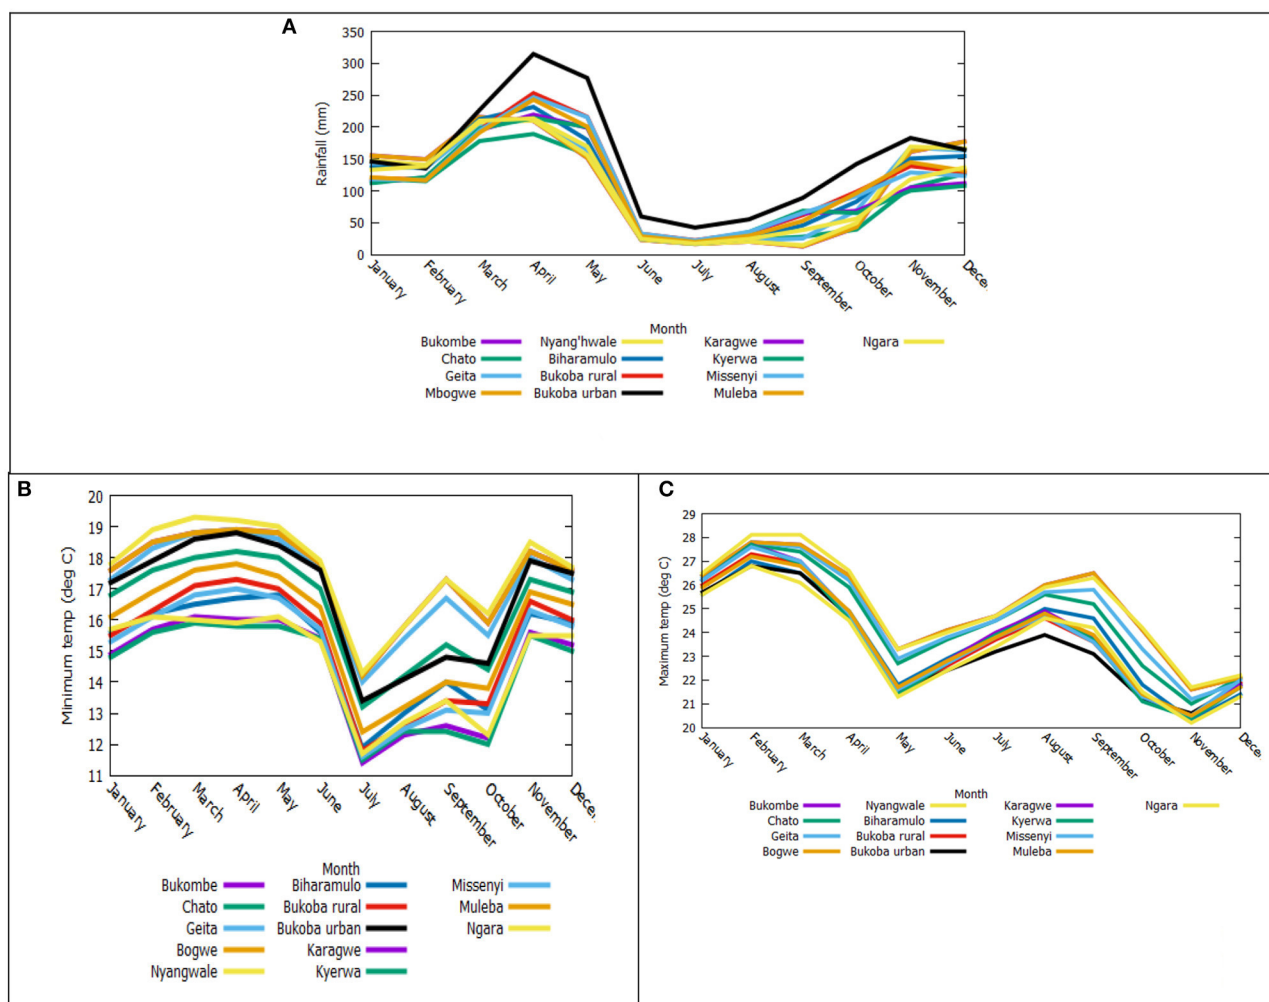 A
350
300
250
200
150
100
50
0
Rainfall (mm)
January February March April May June July August September October November Decem
Month
Bukombe Nyang'hwale Karagwe Ngara
Chato Biharamulo Kyerwa
Geita Bukoba rural Missenyi
Mbogwe Bukoba urban Muleba
B
20
19
18
17
16
15
14
13
12
11
Minimum temp (deg C)
January February March April May June July August September October November
Month
Bukombe Biharamulo Missenyi
Chato Bukoba rural Muleba
Geita Bukoba urban Ngara
Bogwe Karagwe
Nyangwale Kyerwa
C
29
28
27
26
25
24
23
22
21
20
Maximum temp (deg C)
January February March April May June July August September October November
Month
Bukombe Nyangwale Karagwe Ngara
Chato Biharamulo Kyerwa
Geita Bukoba rural Missenyi
Bogwe Bukoba urban Muleba